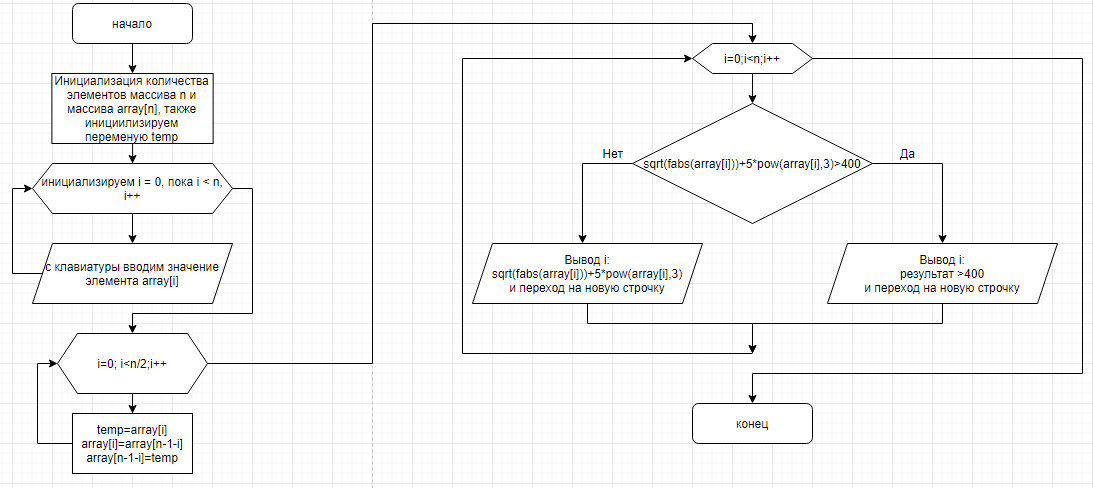 начало
Инициализация количества
элементов массива n и
массива array[n], также
инициилизируем
переменую temp
инициализируем i = 0, пока i < n,
i++
с клавиатуры вводим значение
элемента array[i]
i=0; i<n/2;i++
temp=array[i]
array[i]=array[n-1-i]
array[n-1-i]=temp
i=0;i<n;i++
sqrt(fabs(array[i]))+5*pow(array[i],3)>400
Нет
Да
Вывод i:
sqrt(fabs(array[i]))+5*pow(array[i],3)
и переход на новую строчку
Вывод i:
результат >400
и переход на новую строчку
конец